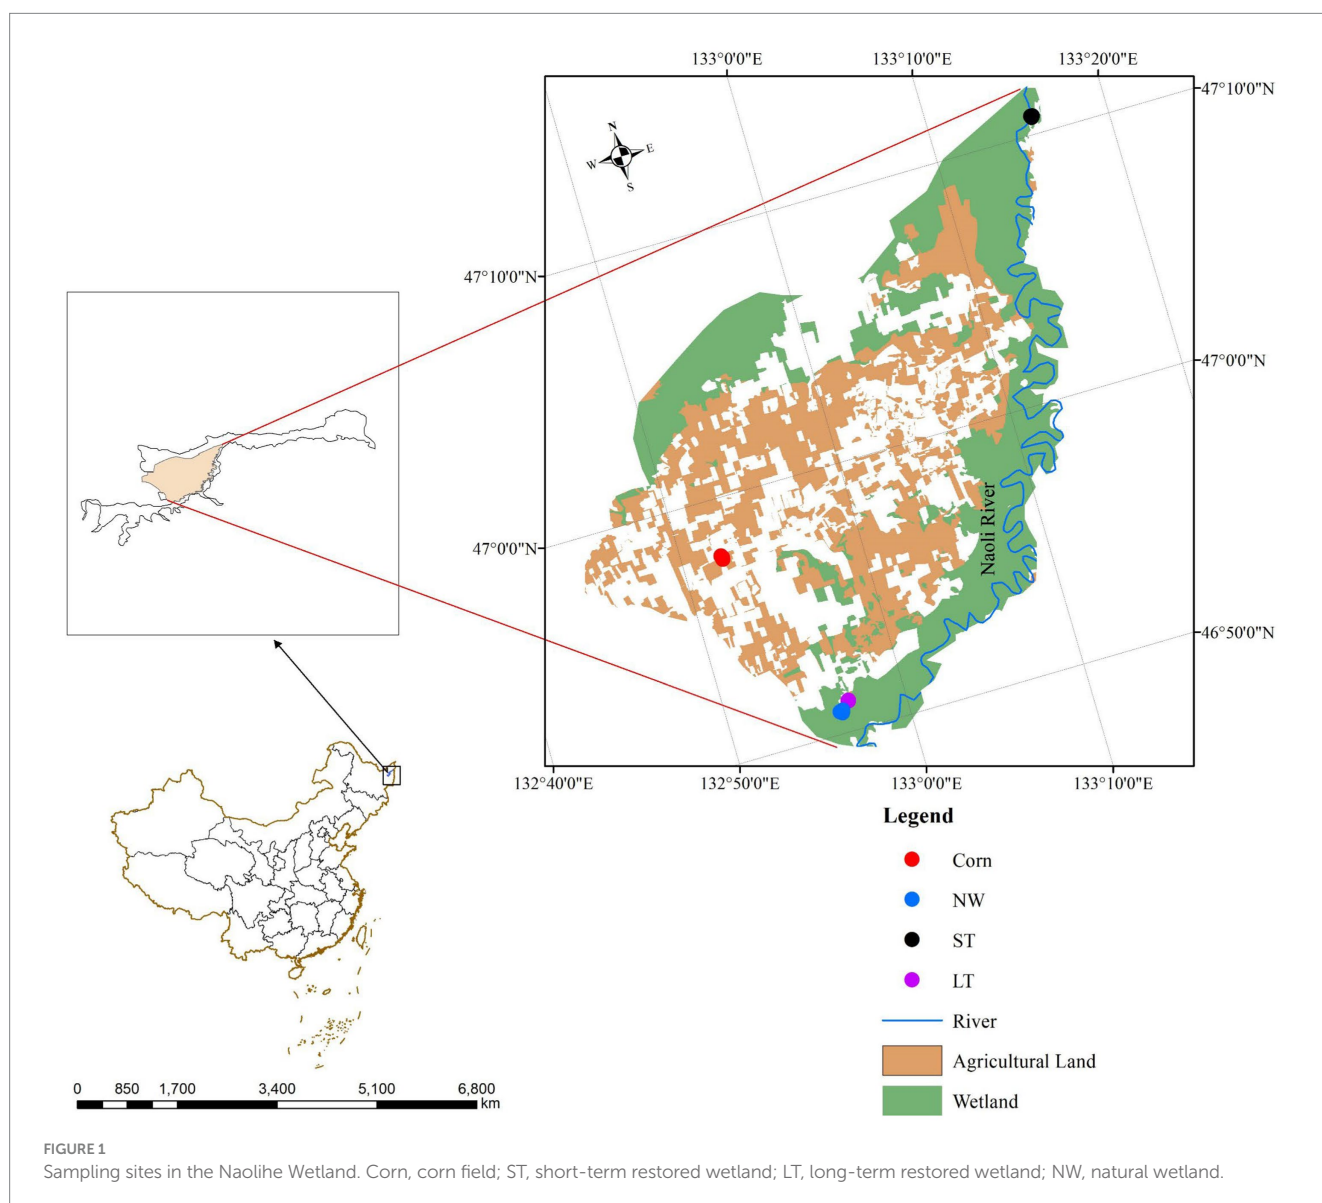 133°0'0"E
133°10'0"E
133°20'0"E
47°10'0"N
N
W
E
S
47°10'0"N
47°0'0"N
Naoli River
47°0'0"N
46°50'0"N
132°40'0"E
132°50'0"E
133°0'0"E
133°10'0"E
Legend
Corn
NW
ST
LT
River
Agricultural Land
Wetland
0 850 1,700 3,400 5,100 6,800
km
FIGURE 1
Sampling sites in the Naolihe Wetland. Corn, corn field; ST, short-term restored wetland; LT, long-term restored wetland; NW, natural wetland.